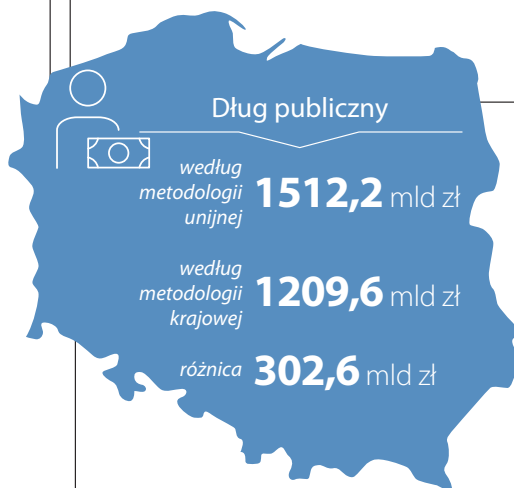 Dług publiczny
według
metodologii
unijnej
1512,2 mld zł
według
metodologii
krajowej
1209,6 mld zł
różnica 302,6 mld zł